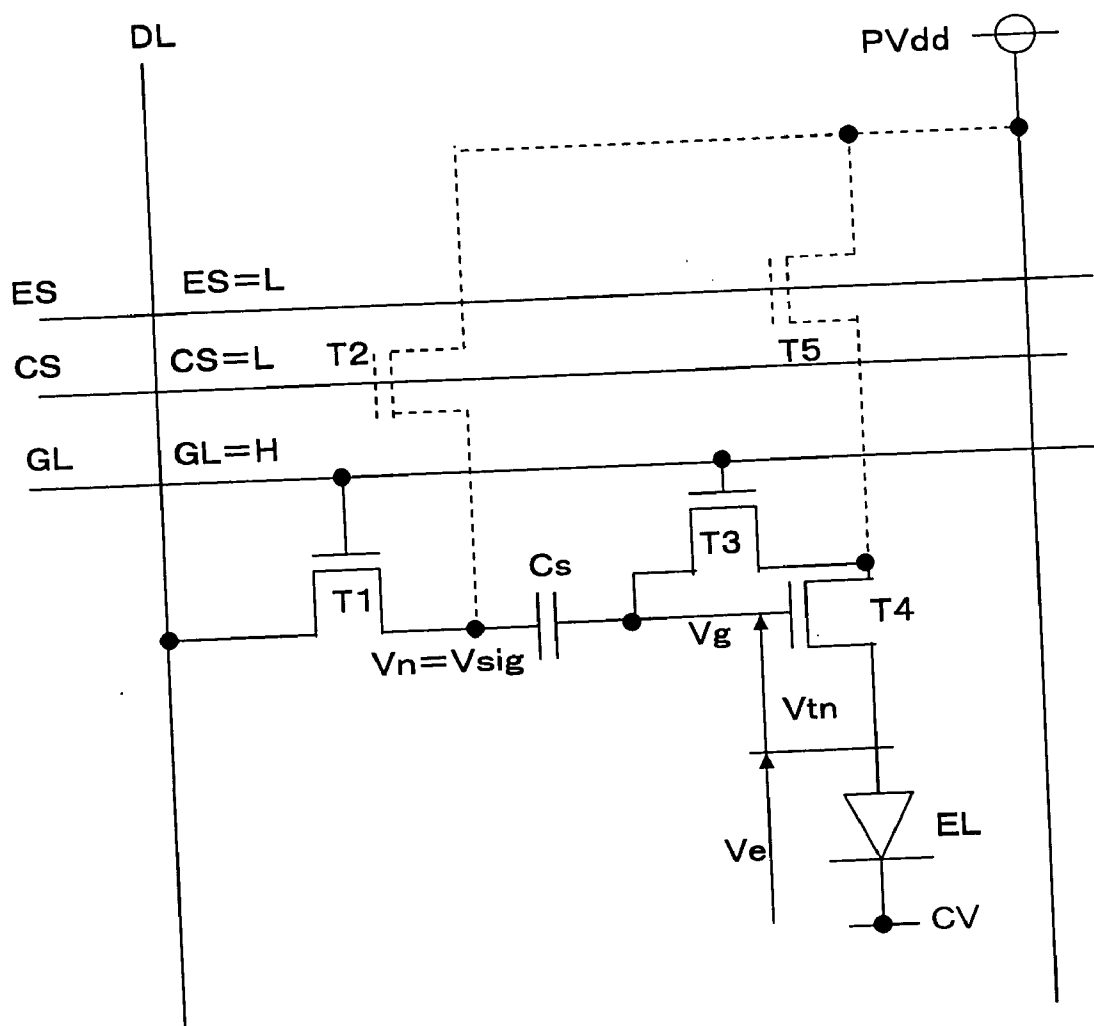 DL
PVdd
ES
ES=L
CS
CS=L
T2
T5
GL
GL=H
T1
Cs
T3
T4
Vn=Vsig
Vg
Vtn
Ve
EL
CV